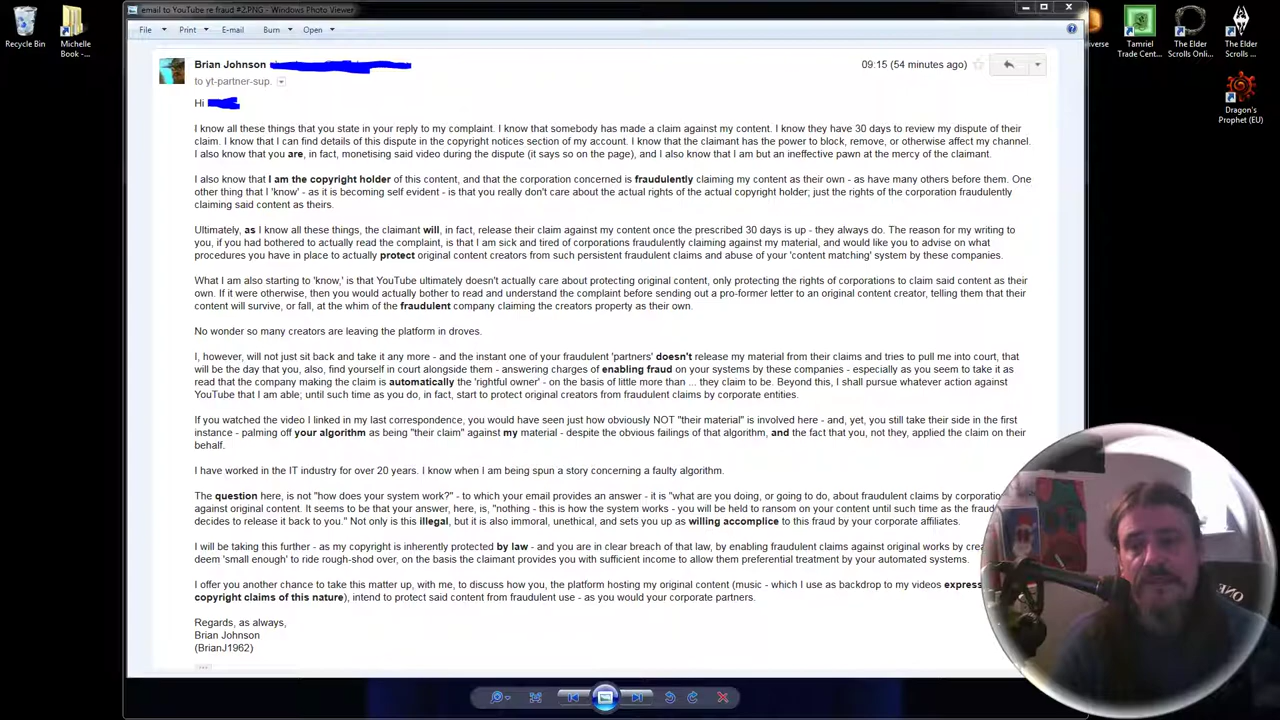 email to YouTube re fraud #2.PNG - Windows Photo Viewer
File Print E-mail Burn Open
Recycle Bin
Michelle
Book -...
Brian Johnson
09:15 (54 minutes ago)
to yt-partner-sup.
Hi
I know all these things that you state in your reply to my complaint. I know that somebody has made a claim against my content. I know they have 30 days to review my dispute of their
claim. I know that I can find details of this dispute in the copyright notices section of my account. I know that the claimant has the power to block, remove, or otherwise affect my channel.
I also know that you are, in fact, monetising said video during the dispute (it says so on the page), and I also know that I am but an ineffective pawn at the mercy of the claimant.
I also know that I am the copyright holder of this content, and that the corporation concerned is fraudulently claiming my content as their own - as have many others before them. One
other thing that I 'know' - as it is becoming self evident - is that you really don't care about the actual rights of the actual copyright holder; just the rights of the corporation fraudulently
claiming said content as theirs.
Ultimately, as I know all these things, the claimant will, in fact, release their claim against my content once the prescribed 30 days is up - they always do. The reason for my writing to
you, if you had bothered to actually read the complaint, is that I am sick and tired of corporations fraudulently claiming against my material, and would like you to advise on what
procedures you have in place to actually protect original content creators from such persistent fraudulent claims and abuse of your 'content matching' system by these companies.
What I am also starting to 'know,' is that YouTube ultimately doesn't actually care about protecting original content, only protecting the rights of corporations to claim said content as their
own. If it were otherwise, then you would actually bother to read and understand the complaint before sending out a pro-former letter to an original content creator, telling them that their
content will survive, or fall, at the whim of the fraudulent company claiming the creators property as their own.
No wonder so many creators are leaving the platform in droves.
I, however, will not just sit back and take it any more - and the instant one of your fraudulent 'partners' doesn't release my material from their claims and tries to pull me into court, that
will be the day that you, also, find yourself in court alongside them - answering charges of enabling fraud on your systems by these companies - especially as you seem to take it as
read that the company making the claim is automatically the 'rightful owner' - on the basis of little more than ... they claim to be. Beyond this, I shall pursue whatever action against
YouTube that I am able; until such time as you do, in fact, start to protect original creators from fraudulent claims by corporate entities.
If you watched the video I linked in my last correspondence, you would have seen just how obviously NOT "their material" is involved here - and, yet, you still take their side in the first
instance - palming off your algorithm as being "their claim" against my material - despite the obvious failings of that algorithm, and the fact that you, not they, applied the claim on their
behalf.
I have worked in the IT industry for over 20 years. I know when I am being spun a story concerning a faulty algorithm.
The question here, is not "how does your system work?" - to which your email provides an answer - it is "what are you doing, or going to do, about fraudulent claims by corporatio
against original content. It seems to be that your answer, here, is, "nothing - this is how the system works - you will be held to ransom on your content until such time as the fraud
decides to release it back to you." Not only is this illegal, but it is also immoral, unethical, and sets you up as willing accomplice to this fraud by your corporate affiliates.
I will be taking this further - as my copyright is inherently protected by law - and you are in clear breach of that law, by enabling fraudulent claims against original works by crea
deem 'small enough' to ride rough-shod over, on the basis the claimant provides you with sufficient income to allow them preferential treatment by your automated systems.
I offer you another chance to take this matter up, with me, to discuss how you, the platform hosting my original content (music - which I use as backdrop to my videos express
copyright claims of this nature), intend to protect said content from fraudulent use - as you would your corporate partners.
Regards, as always,
Brian Johnson
(BrianJ1962)
Tamriel
Trade Cent...
The Elder
Scrolls Onli...
The Elder
Scrolls ...
Dragon's
Prophet (EU)